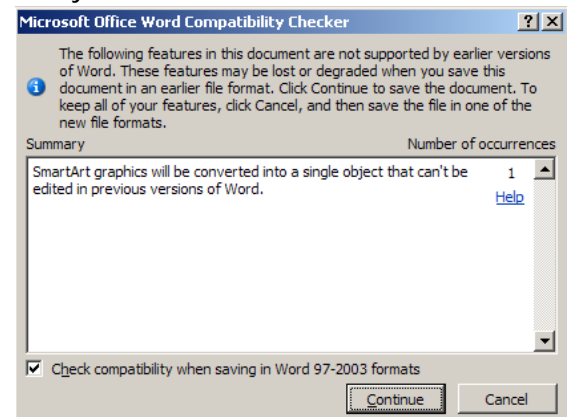 Microsoft Office Word Compatibility Checker
The following features in this document are not supported by earlier versions
of Word. These features may be lost or degraded when you save this
document in an earlier file format. Click Continue to save the document. To
keep all of your features, click Cancel, and then save the file in one of the
new file formats.
Summary Number of occurrences
SmartArt graphics will be converted into a single object that can't be 1
edited in previous versions of Word. Help
Check compatibility when saving in Word 97-2003 formats
Continue Cancel